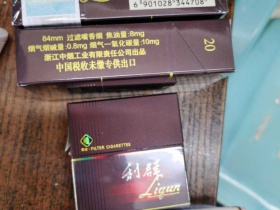 6 901028 344708
84mm 过滤嘴香烟 焦油量:8mg
烟气烟碱量:0.8mg 烟气一氧化碳量:10mg
浙江中烟工业有限责任公司出品
中国税收未缴专供出口
20
FILTER CIGARETTES
利群
Liqun